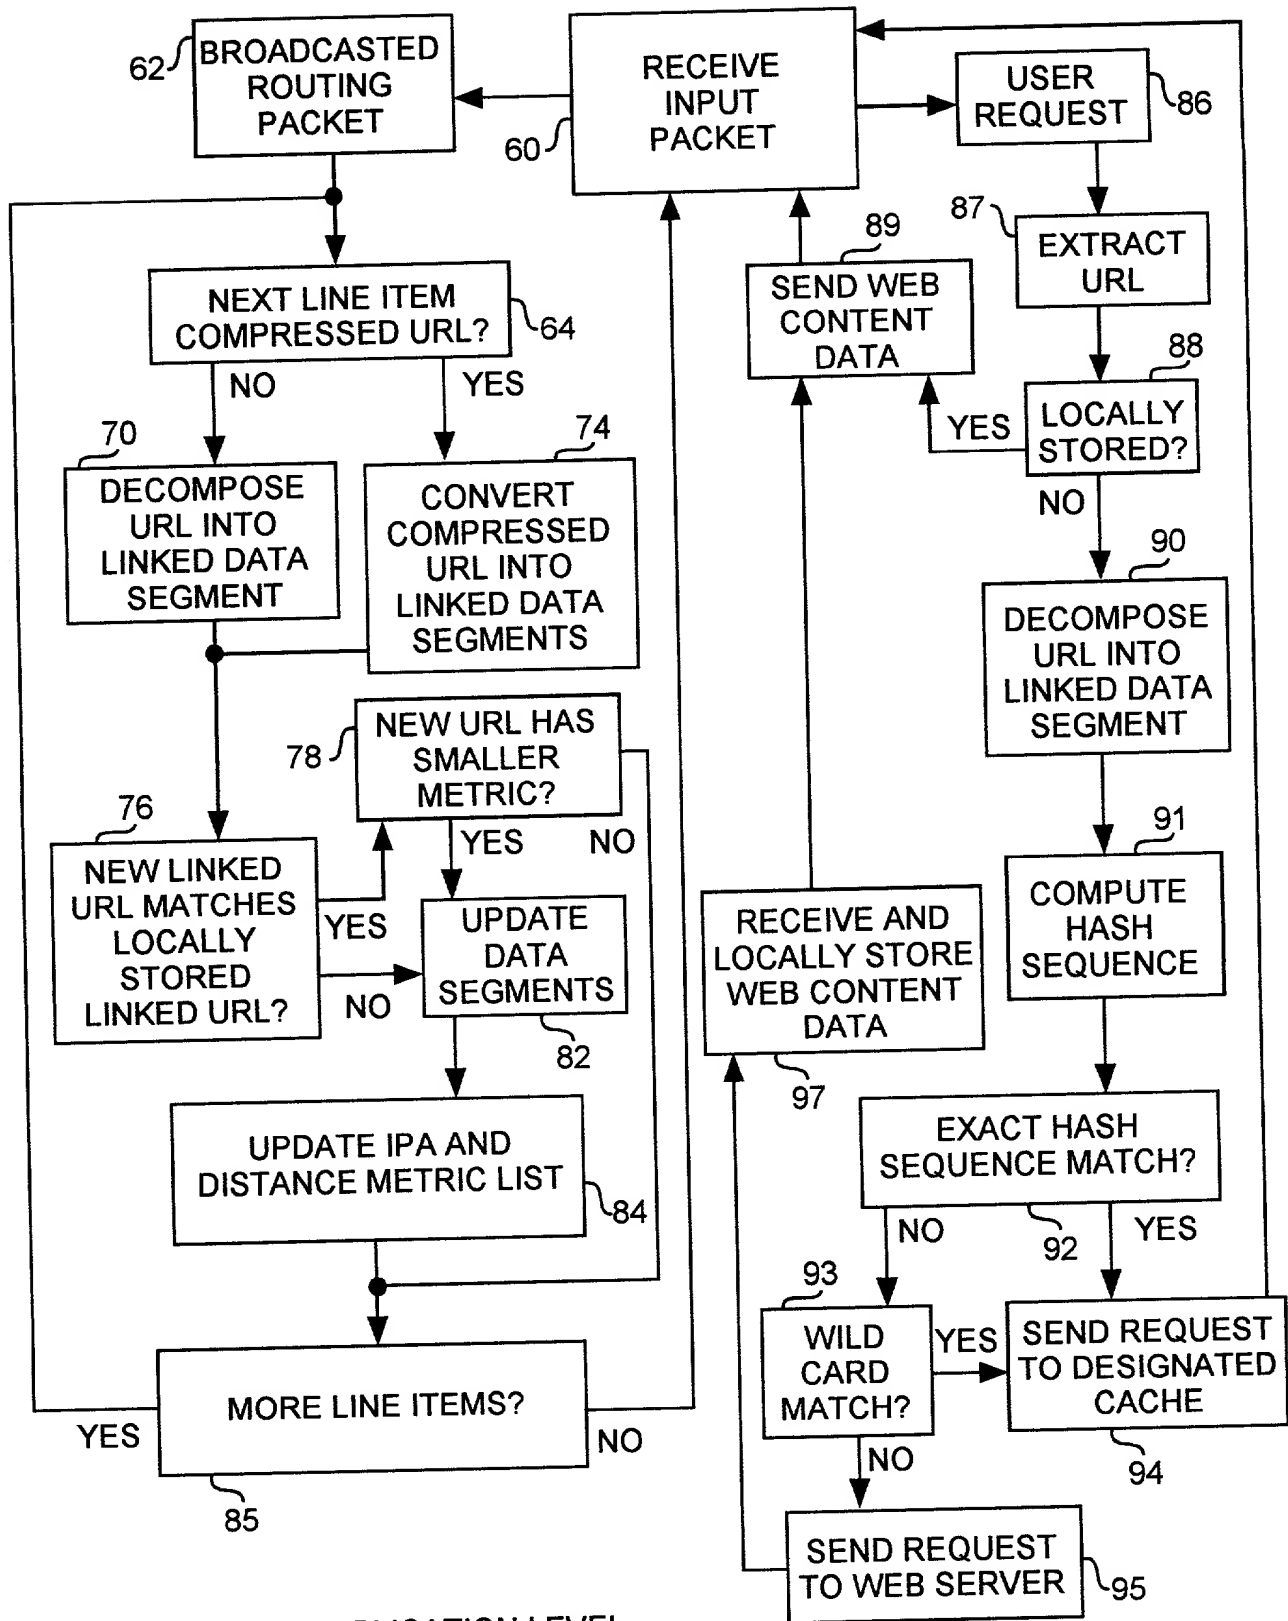 62
BROADCASTED
ROUTING
PACKET
60
RECEIVE
INPUT
PACKET
USER
REQUEST
86
87
EXTRACT
URL
89
SEND WEB
CONTENT
DATA
88
LOCALLY
STORED?
YES
NO
NEXT LINE ITEM
COMPRESSED URL?
64
NO
YES
70
DECOMPOSE
URL INTO
LINKED DATA
SEGMENT
74
CONVERT
COMPRESSED
URL INTO
LINKED DATA
SEGMENTS
90
DECOMPOSE
URL INTO
LINKED DATA
SEGMENT
78
NEW URL HAS
SMALLER
METRIC?
YES
NO
76
NEW LINKED
URL MATCHES
LOCALLY
STORED
LINKED URL?
YES
NO
UPDATE
DATA
SEGMENTS
82
91
COMPUTE
HASH
SEQUENCE
RECEIVE AND
LOCALLY STORE
WEB CONTENT
DATA
97
UPDATE IPA AND
DISTANCE METRIC LIST
84
EXACT HASH
SEQUENCE MATCH?
92
NO
YES
93
WILD
CARD
MATCH?
YES
NO
SEND REQUEST
TO DESIGNATED
CACHE
94
MORE LINE ITEMS?
YES
NO
85
SEND REQUEST
TO WEB SERVER
95
LEVEL